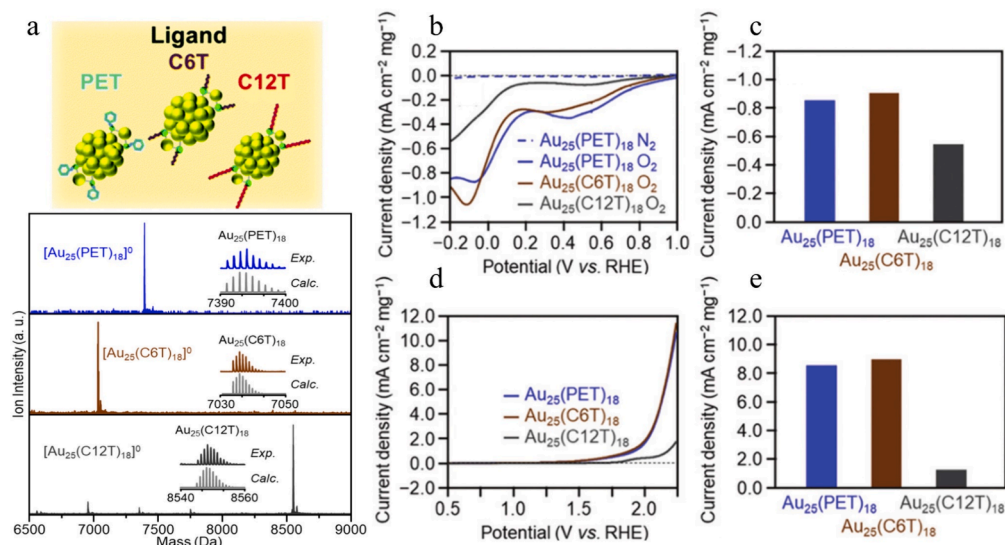 a
Ligand
C6T
PET
C12T
[Au₂₅(PET)₁₈]⁰
Au₂₅(PET)₁₈
Exp.
Calc.
7390 7400
[Au₂₅(C6T)₁₈]⁰
Au₂₅(C6T)₁₈
Exp.
Calc.
7030 7050
[Au₂₅(C12T)₁₈]⁰
Au₂₅(C12T)₁₈
Exp.
Calc.
8540 8560
Ion Intensity (a. u.)
6500 7000 7500 8000 8500 9000
Mass (Da)
b
Current density (mA cm⁻² mg⁻¹)
0.2
0.0
−0.2
−0.4
−0.6
−0.8
−1.0
−1.2
Au₂₅(PET)₁₈ N₂
Au₂₅(PET)₁₈ O₂
Au₂₅(C6T)₁₈ O₂
Au₂₅(C12T)₁₈ O₂
−0.2 0.0 0.2 0.4 0.6 0.8 1.0
Potential (V vs. RHE)
c
Current density (mA cm⁻² mg⁻¹)
−1.2
−1.0
−0.8
−0.6
−0.4
−0.2
0.0
Au₂₅(PET)₁₈ Au₂₅(C12T)₁₈
Au₂₅(C6T)₁₈
d
Current density (mA cm⁻² mg⁻¹)
12.0
10.0
8.0
6.0
4.0
2.0
0.0
−2.0
Au₂₅(PET)₁₈
Au₂₅(C6T)₁₈
Au₂₅(C12T)₁₈
0.5 1.0 1.5 2.0
Potential (V vs. RHE)
e
Current density (mA cm⁻² mg⁻¹)
12.0
10.0
8.0
6.0
4.0
2.0
0.0
Au₂₅(PET)₁₈ Au₂₅(C12T)₁₈
Au₂₅(C6T)₁₈